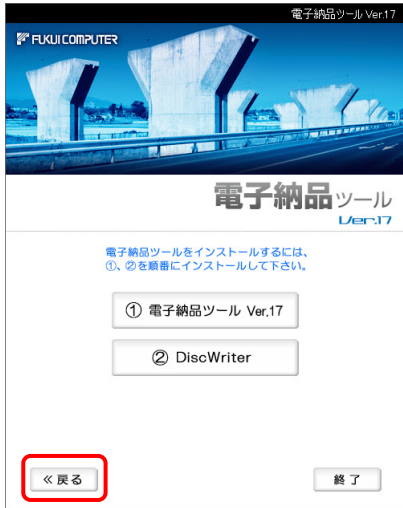 電子納品ツール Ver.17
FUKUI COMPUTER
電子納品ツール
Ver.17
電子納品ツールをインストールするには、
①、②を順番にインストールして下さい。
① 電子納品ツール Ver.17
② DiscWriter
≪戻る
終了